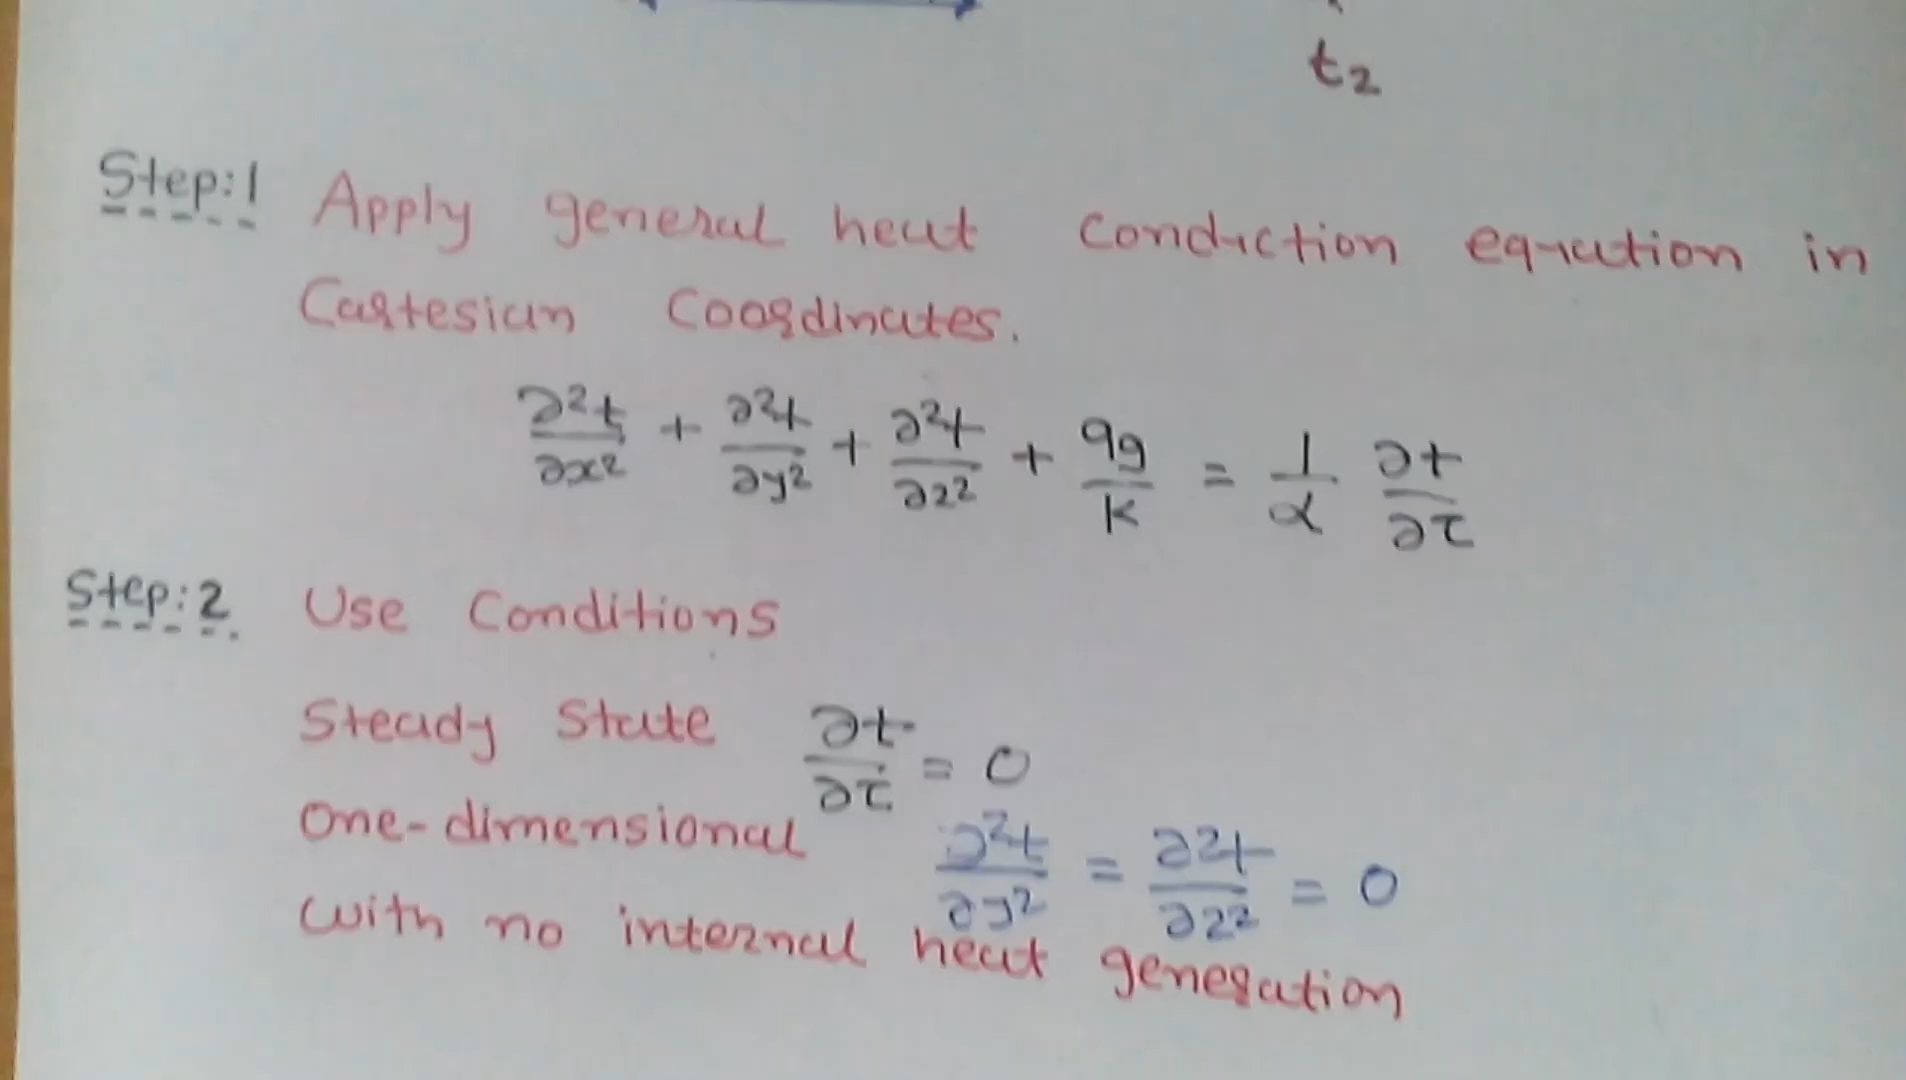 t₂
Step:1 Apply general heat conduction equation in
Cartesian Coordinates.
∂²t/∂x² + ∂²t/∂y² + ∂²t/∂z² + qg/k = 1/α ∂t/∂τ
Step:2. Use Conditions
Steady State ∂t/∂τ = 0
One-dimensional ∂²t/∂y² = ∂²t/∂z² = 0
with no internal heat generation